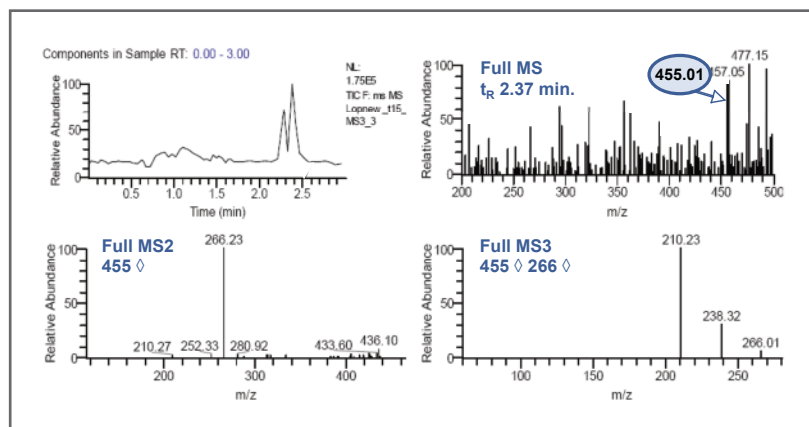 Components in Sample RT: 0.00 - 3.00
NL:
1.75E5
TIC F: ms MS
Lopnew _t15_
MS3_3
Relative Abundance
100
50
0
0.5 1.0 1.5 2.0 2.5
Time (min)
Full MS
tR 2.37 min.
455.01
457.05
477.15
Relative Abundance
100
50
0
200 250 300 350 400 450 500
m/z
Full MS2
455 ◊
266.23
210.27
252.33
280.92
433.60
436.10
Relative Abundance
100
50
0
200 300 400
m/z
Full MS3
455 ◊ 266 ◊
210.23
238.32
266.01
Relative Abundance
100
50
0
100 150 200 250
m/z